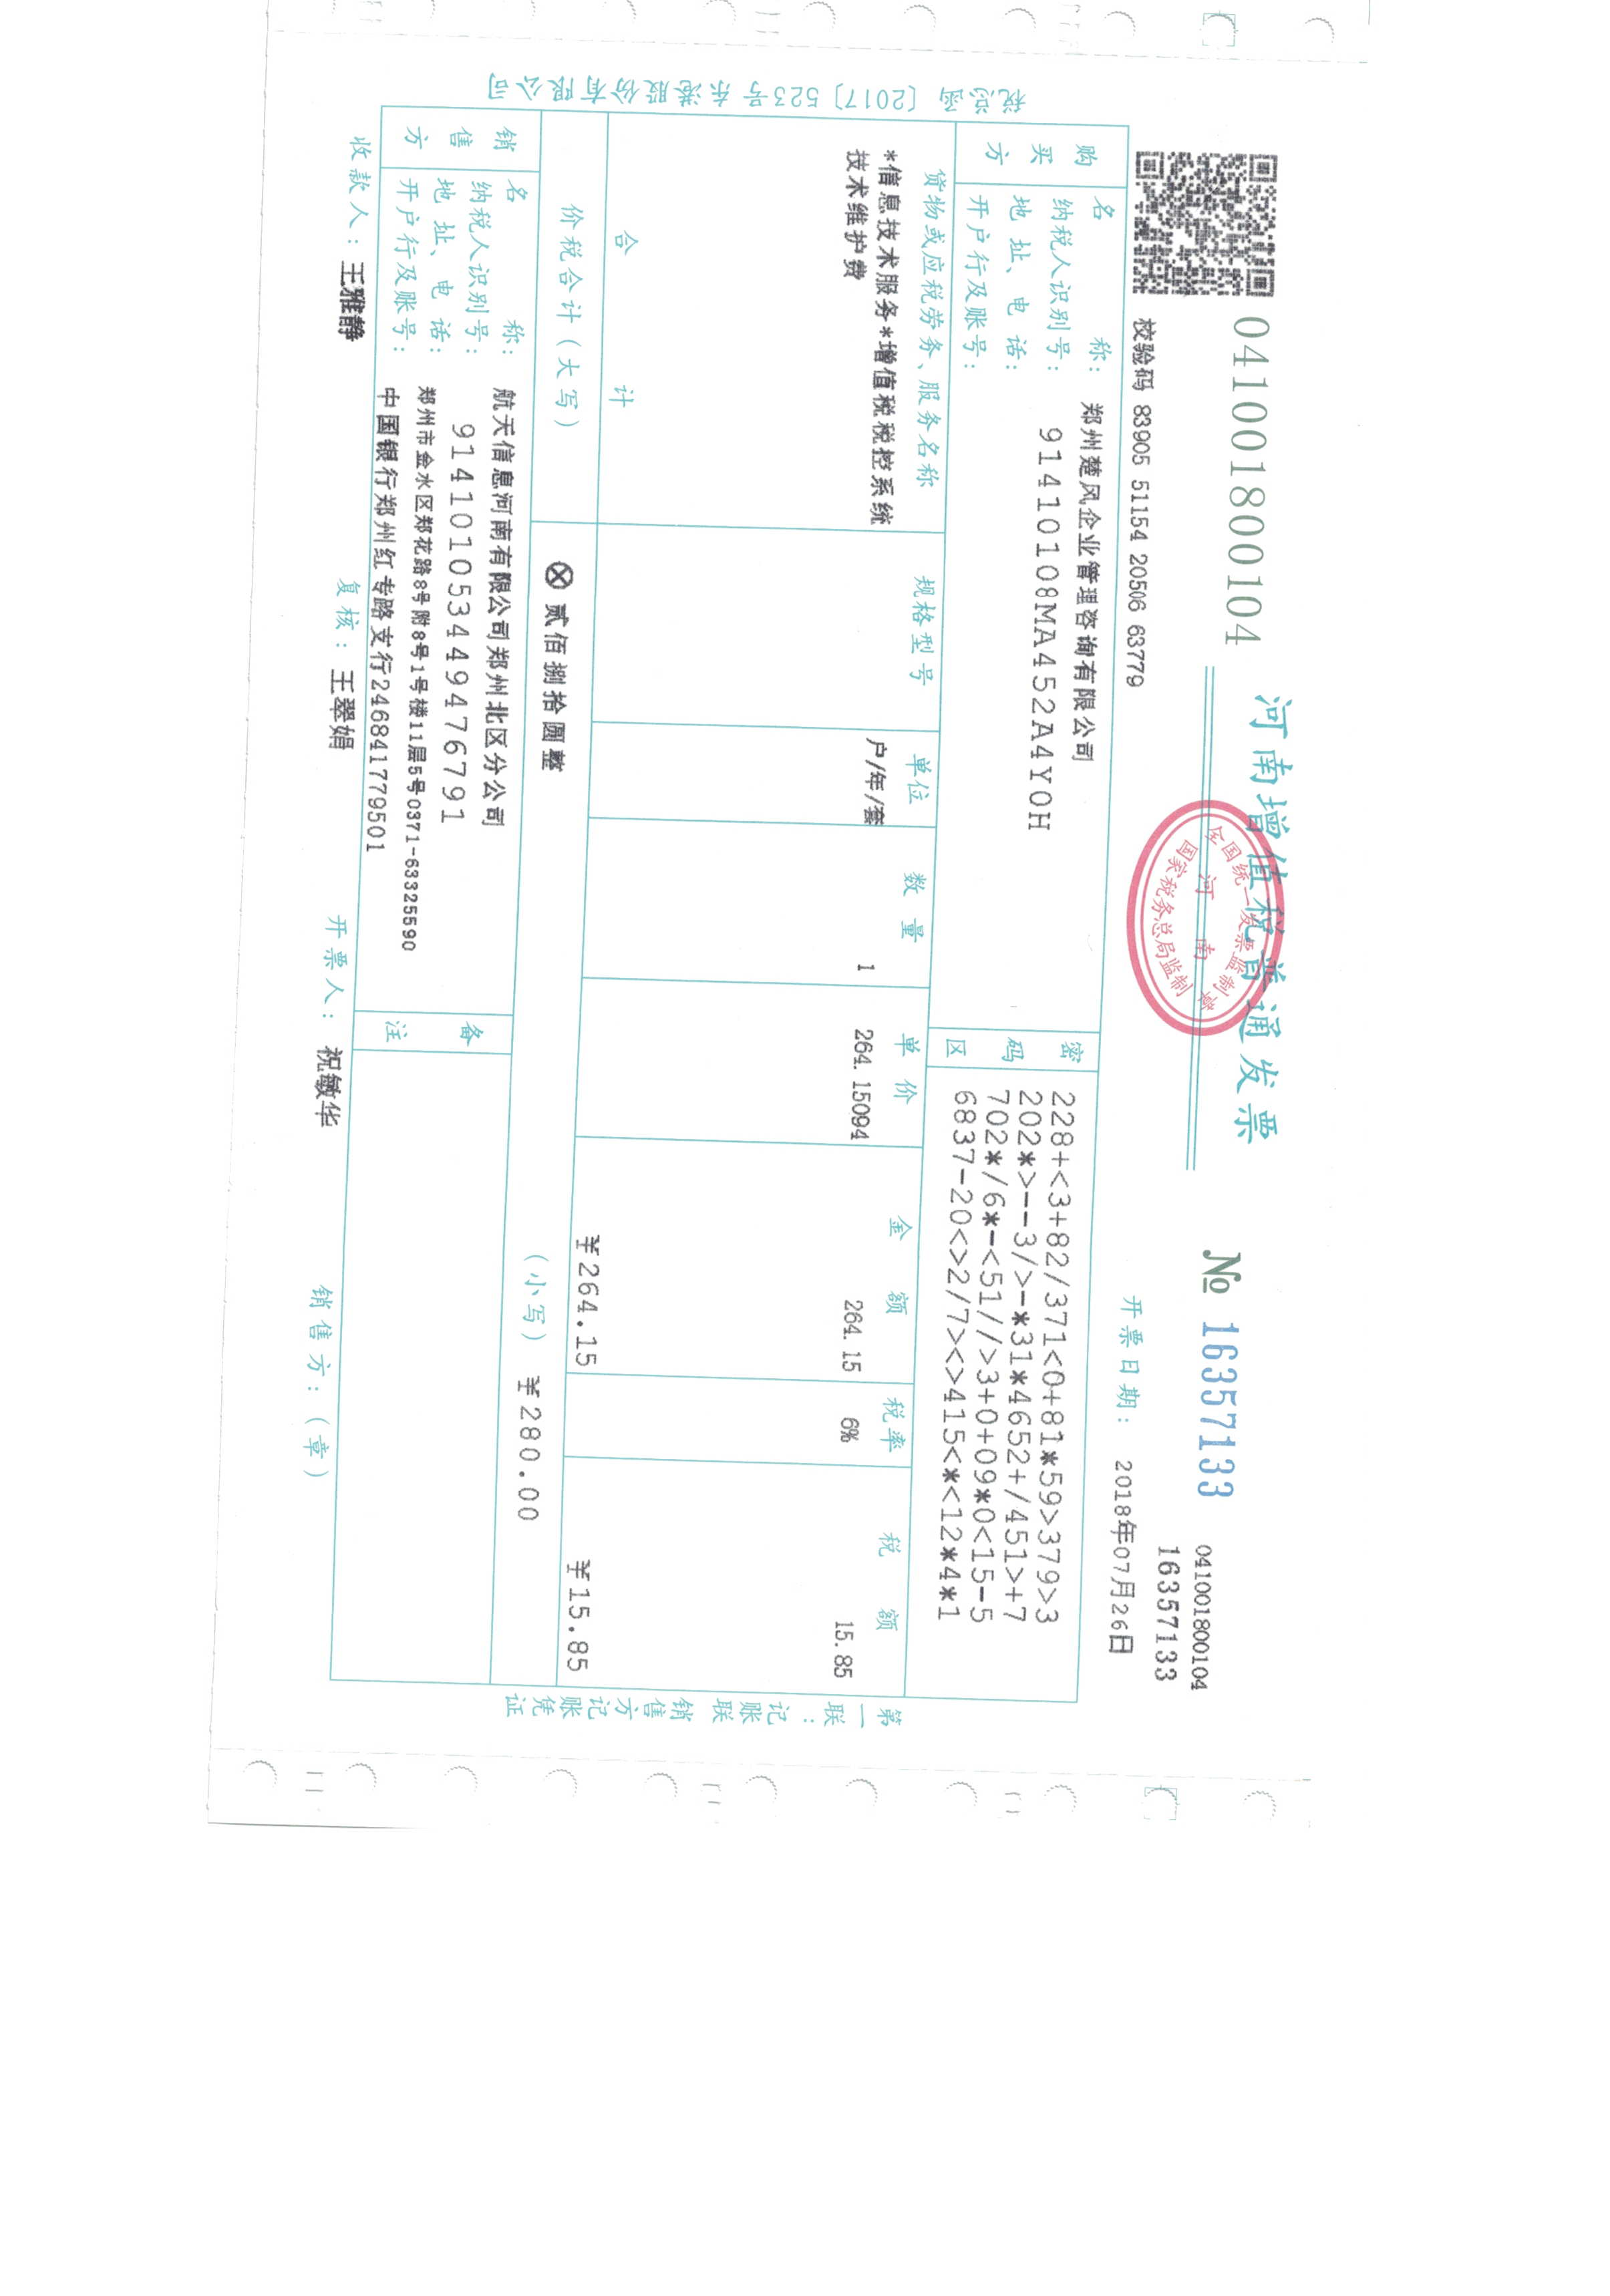 河南增值税普通发票
041001800104
全国统一发票监制章
河 南
国家税务总局监制
№ 16357133
041001800104
16357133
校验码 83905 51154 20506 63779
开票日期: 2018年07月26日
购买方
名 称: 郑州楚风企业管理咨询有限公司
纳税人识别号: 91410108MA452A4Y0H
地 址、电 话:
开户行及账号:
密码区
228+<3+82/371<0+81*59>379>3
202*>--3/>-*31*4652+/451>+7
702*/6*-<51//>3+0+09*0<15-5
6837-20<>2/7><>415<*<12*4*1
货物或应税劳务、服务名称 规格型号 单位 数 量 单 价 金 额 税率 税 额
*信息技术服务*增值税税控系统 户/年/套 1 264.15094 264.15 6% 15.85
技术维护费
合 计 ¥264.15 ¥15.85
价税合计(大写) ⊗ 贰佰捌拾圆整 (小写) ¥280.00
销售方
名 称: 航天信息河南有限公司郑州北区分公司
纳税人识别号: 914101053449476791
地 址、电 话: 郑州市金水区郑花路8号附8号1号楼11层5号0371-63325590
开户行及账号: 中国银行郑州红专路支行246841779501
备注
收款人: 王雅静 复核: 王翠娟 开票人: 祝敏华 销售方:(章)
税总函〔2017〕523号东港股份有限公司
第一联:记账联 销售方记账凭证